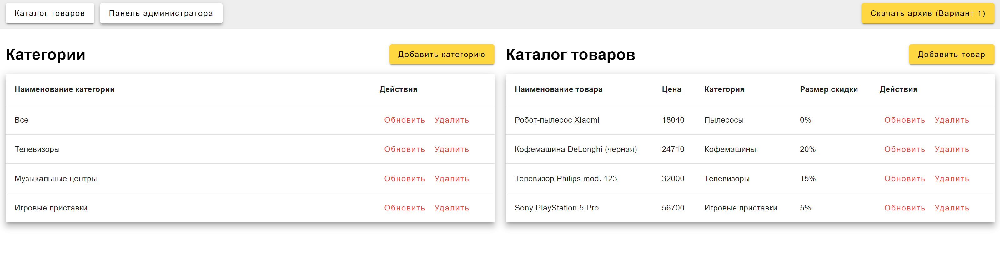 Каталог товаров Панель администратора Скачать архив (Вариант 1)
Категории Добавить категорию
Наименование категории Действия
Все Обновить Удалить
Телевизоры Обновить Удалить
Музыкальные центры Обновить Удалить
Игровые приставки Обновить Удалить
Каталог товаров Добавить товар
Наименование товара Цена Категория Размер скидки Действия
Робот-пылесос Xiaomi 18040 Пылесосы 0% Обновить Удалить
Кофемашина DeLonghi (черная) 24710 Кофемашины 20% Обновить Удалить
Телевизор Philips mod. 123 32000 Телевизоры 15% Обновить Удалить
Sony PlayStation 5 Pro 56700 Игровые приставки 5% Обновить Удалить